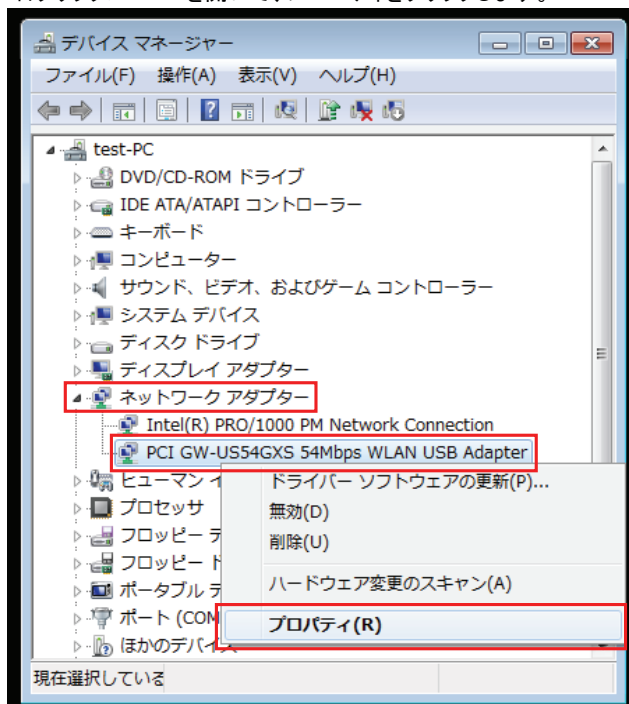 デバイス マネージャー
ファイル(F) 操作(A) 表示(V) ヘルプ(H)
test-PC
DVD/CD-ROM ドライブ
IDE ATA/ATAPI コントローラー
キーボード
コンピューター
サウンド、ビデオ、およびゲーム コントローラー
システム デバイス
ディスク ドライブ
ディスプレイ アダプター
ネットワーク アダプター
Intel(R) PRO/1000 PM Network Connection
PCI GW-US54GXS 54Mbps WLAN USB Adapter
ヒューマン イ
プロセッサ
フロッピー デ
フロッピー ド
ポータブル デ
ポート (COM
ほかのデバイス
ドライバー ソフトウェアの更新(P)...
無効(D)
削除(U)
ハードウェア変更のスキャン(A)
プロパティ(R)
現在選択している